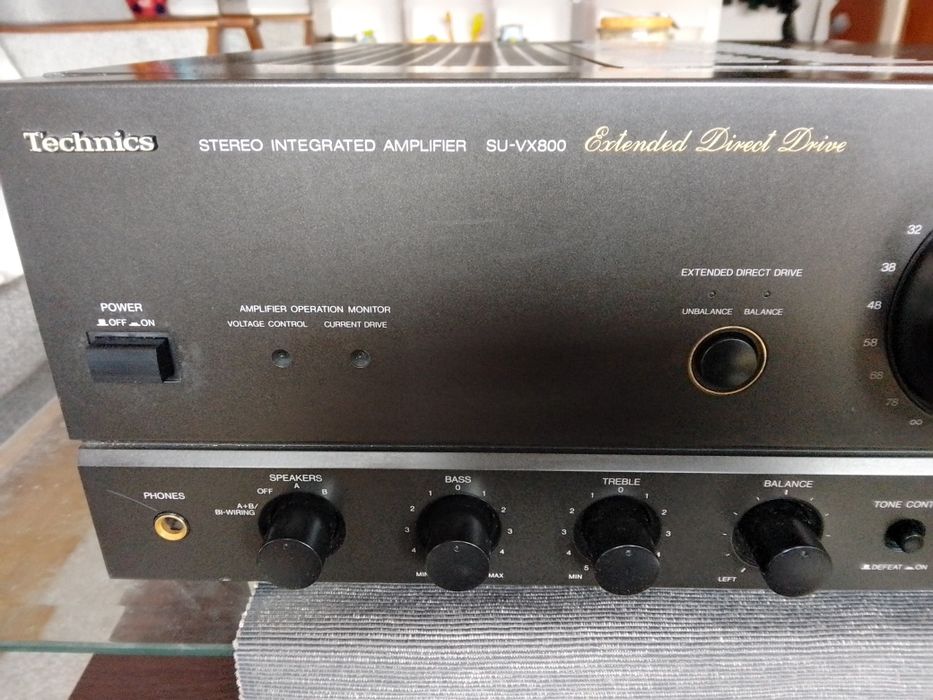 Technics
STEREO INTEGRATED AMPLIFIER SU-VX800 Extended Direct Drive
32
38
48
58
68
78
∞
EXTENDED DIRECT DRIVE
UNBALANCE BALANCE
POWER
OFF ON
AMPLIFIER OPERATION MONITOR
VOLTAGE CONTROL CURRENT DRIVE
PHONES
SPEAKERS
OFF A B
A+B/
BI-WIRING
BASS
1 0 1
2 2
3 3
4 4
MIN MAX
TREBLE
1 0 1
2 2
3 3
4 4
5
MIN
BALANCE
LEFT
TONE CONT
DEFEAT ON